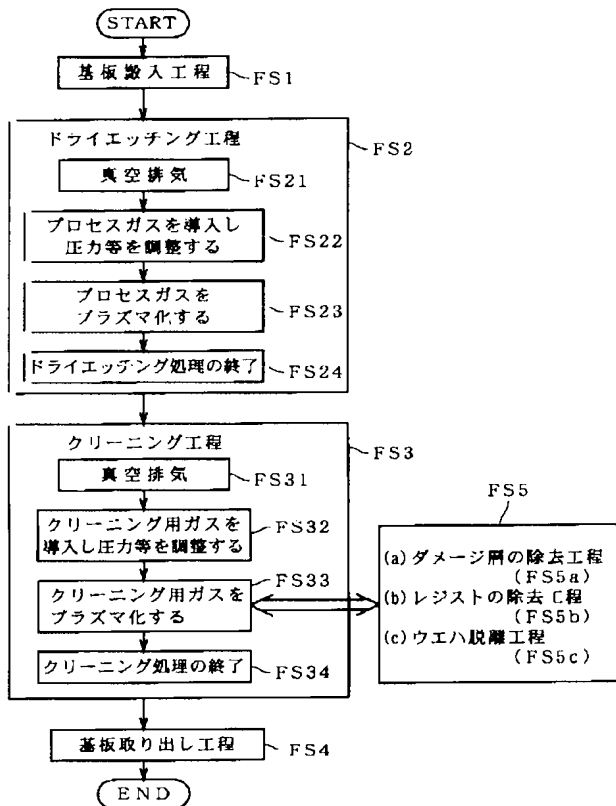 START
基板搬入工程
FS1
ドライエッチング工程
FS2
真空排気
FS21
プロセスガスを導入し
圧力等を調整する
FS22
プロセスガスを
プラズマ化する
FS23
ドライエッチング処理の終了
FS24
クリーニング工程
FS3
真空排気
FS31
クリーニング用ガスを
導入し圧力等を調整する
FS32
クリーニング用ガスを
プラズマ化する
FS33
クリーニング処理の終了
FS34
FS5
(a)ダメージ層の除去工程
(FS5a)
(b)レジストの除去工程
(FS5b)
(c)ウエハ脱離工程
(FS5c)
基板取り出し工程
FS4
END